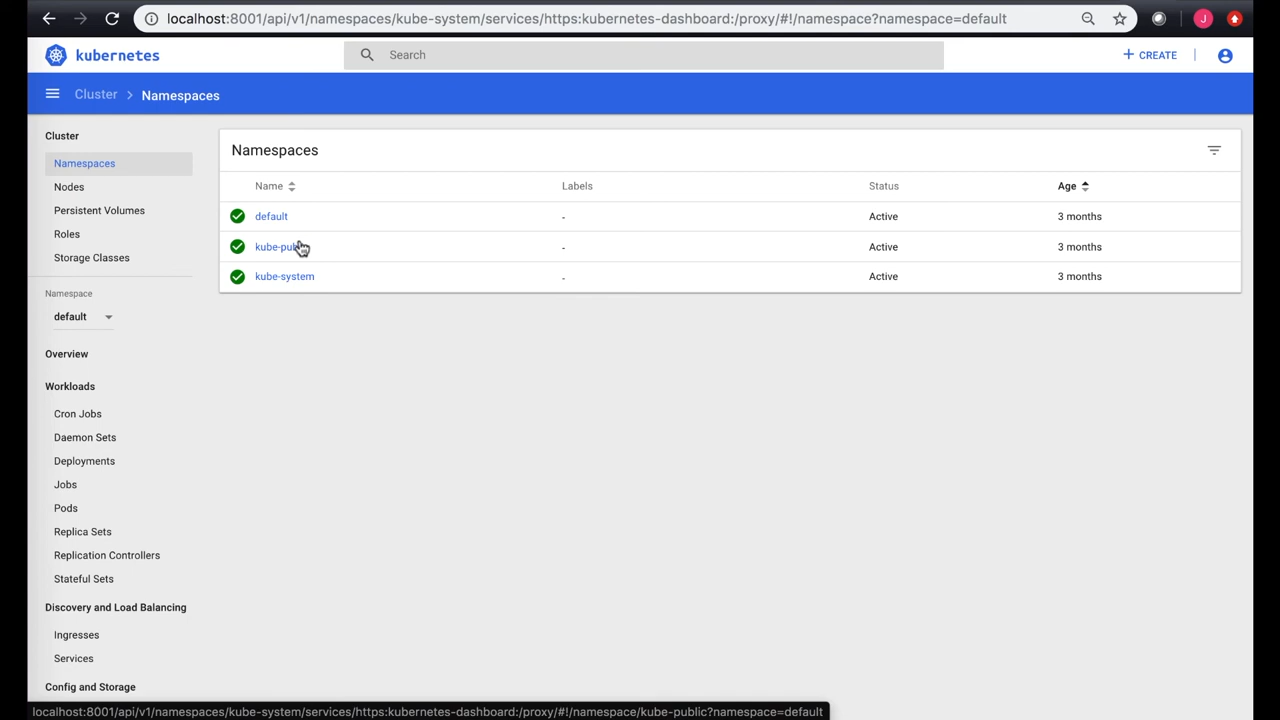 localhost:8001/api/v1/namespaces/kube-system/services/https:kubernetes-dashboard:/proxy/#!/namespace?namespace=default
J
kubernetes
Search
+ CREATE
Cluster > Namespaces
Cluster
Namespaces
Nodes
Persistent Volumes
Roles
Storage Classes
Namespace
default
Overview
Workloads
Cron Jobs
Daemon Sets
Deployments
Jobs
Pods
Replica Sets
Replication Controllers
Stateful Sets
Discovery and Load Balancing
Ingresses
Services
Config and Storage
Namespaces
Name Labels Status Age
default - Active 3 months
kube-pub - Active 3 months
kube-system - Active 3 months
localhost:8001/api/v1/namespaces/kube-system/services/https:kubernetes-dashboard:/proxy/#!/namespace/kube-public?namespace=default